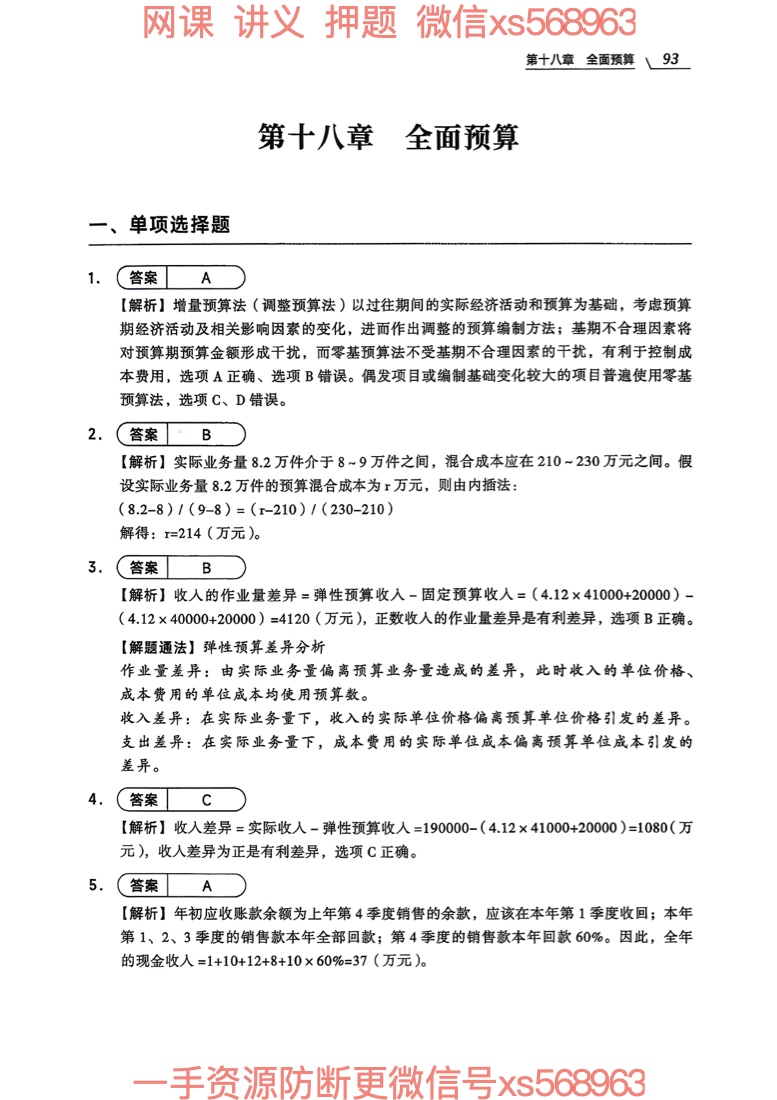 网课 讲义 押题 微信xs568963
第十八章 全面预算 93
第十八章 全面预算
一、单项选择题
1. 答案 A
【解析】增量预算法（调整预算法）以过往期间的实际经济活动和预算为基础，考虑预算
期经济活动及相关影响因素的变化，进而作出调整的预算编制方法；基期不合理因素将
对预算期预算金额形成干扰，而零基预算法不受基期不合理因素的干扰，有利于控制成
本费用，选项 A 正确、选项 B 错误。偶发项目或编制基础变化较大的项目普遍使用零基
预算法，选项 C、D 错误。
2. 答案 B
【解析】实际业务量 8.2 万件介于 8 ~ 9 万件之间，混合成本应在 210 ~ 230 万元之间。假
设实际业务量 8.2 万件的预算混合成本为 r 万元，则由内插法：
（8.2–8）/（9–8）=（r–210）/（230–210）
解得：r=214（万元）。
3. 答案 B
【解析】收入的作业量差异 = 弹性预算收入 – 固定预算收入 =（4.12 × 41000+20000）–
（4.12 × 40000+20000）=4120（万元），正数收入的作业量差异是有利差异，选项 B 正确。
【解题通法】弹性预算差异分析
作业量差异：由实际业务量偏离预算业务量造成的差异，此时收入的单位价格、
成本费用的单位成本均使用预算数。
收入差异：在实际业务量下，收入的实际单位价格偏离预算单位价格引发的差异。
支出差异：在实际业务量下，成本费用的实际单位成本偏离预算单位成本引发的
差异。
4. 答案 C
【解析】收入差异 = 实际收入 – 弹性预算收入 =190000–（4.12 × 41000+20000）=1080（万
元），收入差异为正是有利差异，选项 C 正确。
5. 答案 A
【解析】年初应收账款余额为上年第 4 季度销售的余款，应该在本年第 1 季度收回；本年
第 1、2、3 季度的销售款本年全部回款；第 4 季度的销售款本年回款 60%。因此，全年
的现金收入 =1+10+12+8+10 × 60%=37（万元）。
一手资源防断更微信号xs568963